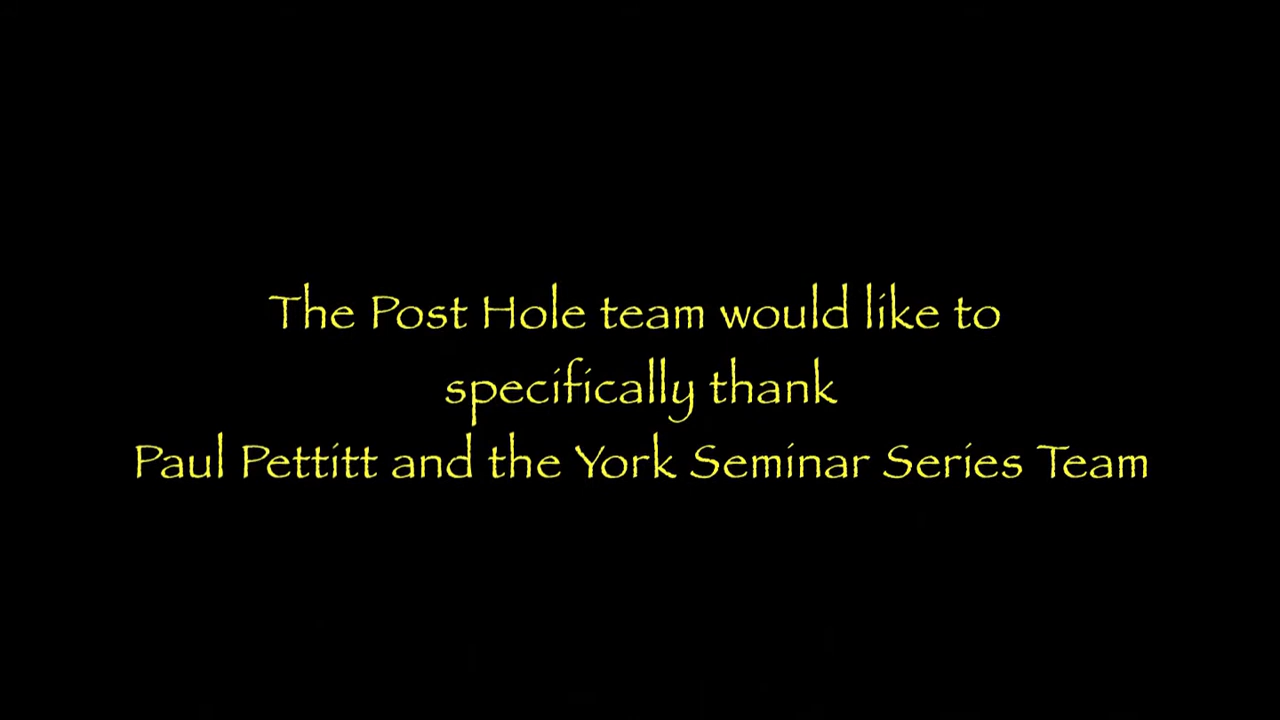 The Post Hole team would like to
specifically thank
Paul Pettitt and the York Seminar Series Team